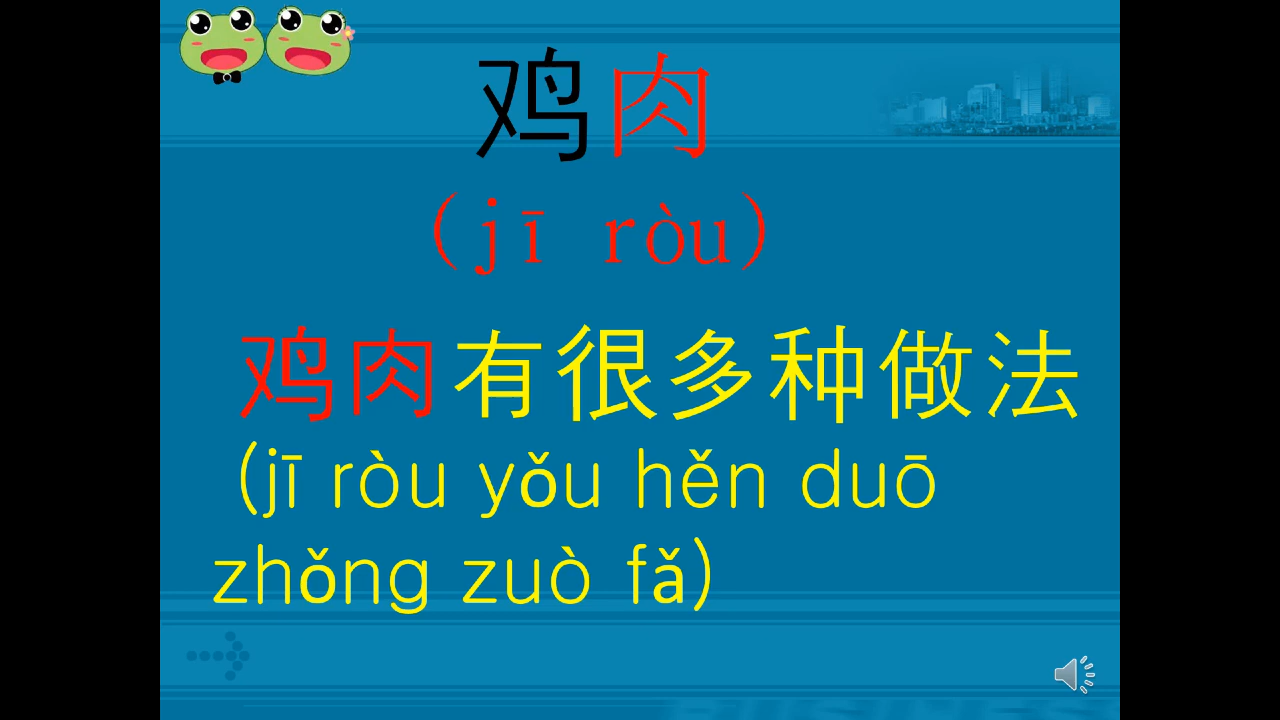 鸡肉
(jī ròu)
鸡肉有很多种做法
(jī ròu yǒu hěn duō
zhǒng zuò fǎ)